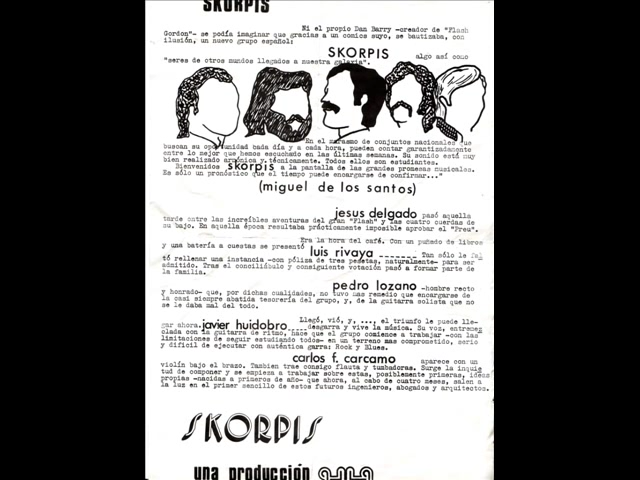 SKORPIS
Ni el propio Dan Barry -creador de "Flash
Gordon"- se podía imaginar que gracias a un comics suyo, se bautizaba, con
ilusión, un nuevo grupo español:
SKORPIS algo así como
"seres de otros mundos llegados a nuestra galaxia".
En el marasmo de conjuntos nacionales que
buscan su oportunidad cada día y a cada hora, pueden contar garantizadamente
entre lo mejor que hemos escuchado en las últimas semanas. Su sonido está muy
bien realizado armónica y técnicamente. Todos ellos son estudiantes.
Bienvenidos skorpis a la pantalla de las grandes promesas musicales.
Es sólo un pronóstico que el tiempo puede encargarse de confirmar..."
(miguel de los santos)
jesus delgado pasó aquella
tarde entre las increíbles aventuras del gran "Flash" y las cuatro cuerdas de
su bajo. En aquella época resultaba prácticamente imposible aprobar el "Preu".
Era la hora del café. Con un puñado de libros
y una batería a cuestas se presentó
luis rivaya Tan sólo le fal
tó rellenar una instancia -con póliza de tres pesetas, naturalmente- para ser
admitido. Tras el conciliábulo y consiguiente votación pasó a formar parte de
la familia.
pedro lozano -hombre recto
y honrado- que, por dichas cualidades, no tuvo mas remedio que encargarse de
la casi siempre abatida tesorería del grupo, y, de la guitarra solista que no
se le daba mal del todo.
Llegó, vió, y, ...., el triunfo le puede lle-
gar ahora. javier huidobro desgarra y vive la música. Su voz, entremez
clada con la guitarra de ritmo, hace que el grupo comience a trabajar -con las
limitaciones de seguir estudiando todos- en un terreno mas comprometido, serio
y difícil de ejecutar con auténtica garra: Rock y Blues.
carlos f. carcamo aparece con un
violín bajo el brazo. Tambien trae consigo flauta y tumbadoras. Surge la inquie
tud de componer y se empieza a trabajar sobre estas, posiblemente primeras, ideas
propias -nacidas a primeros de año- que ahora, al cabo de cuatro meses, salen a
la luz en el primer sencillo de estos futuros ingenieros, abogados y arquitectos.
SKORPIS
una producción